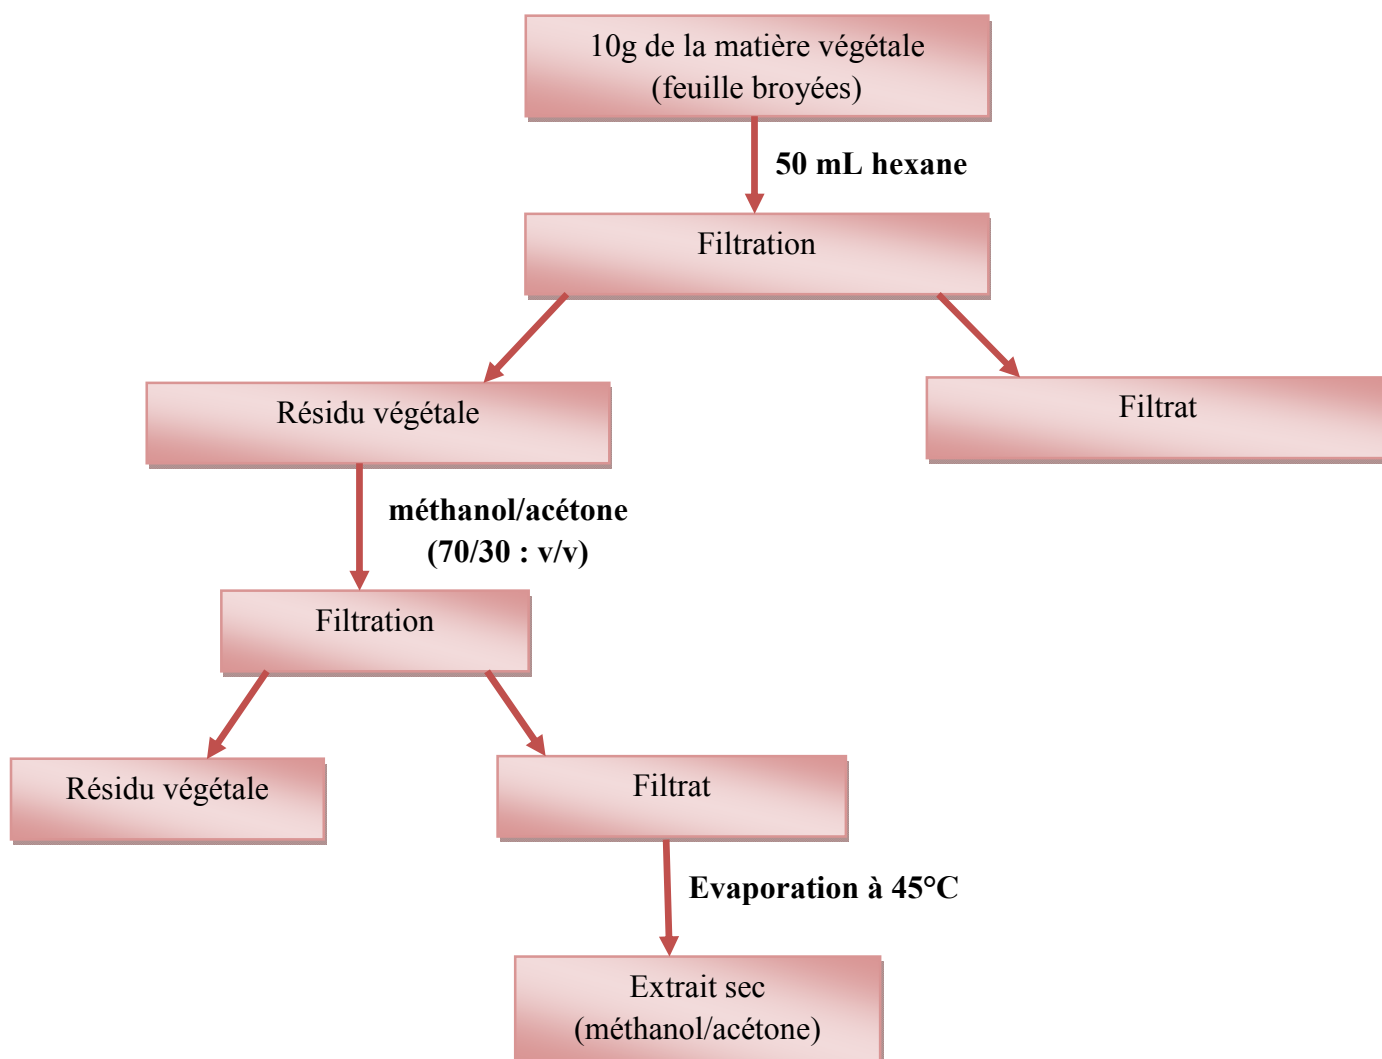 10g de la matière végétale
(feuille broyées)
50 mL hexane
Filtration
Résidu végétale
Filtrat
méthanol/acétone
(70/30 : v/v)
Filtration
Résidu végétale
Filtrat
Evaporation à 45°C
Extrait sec
(méthanol/acétone)